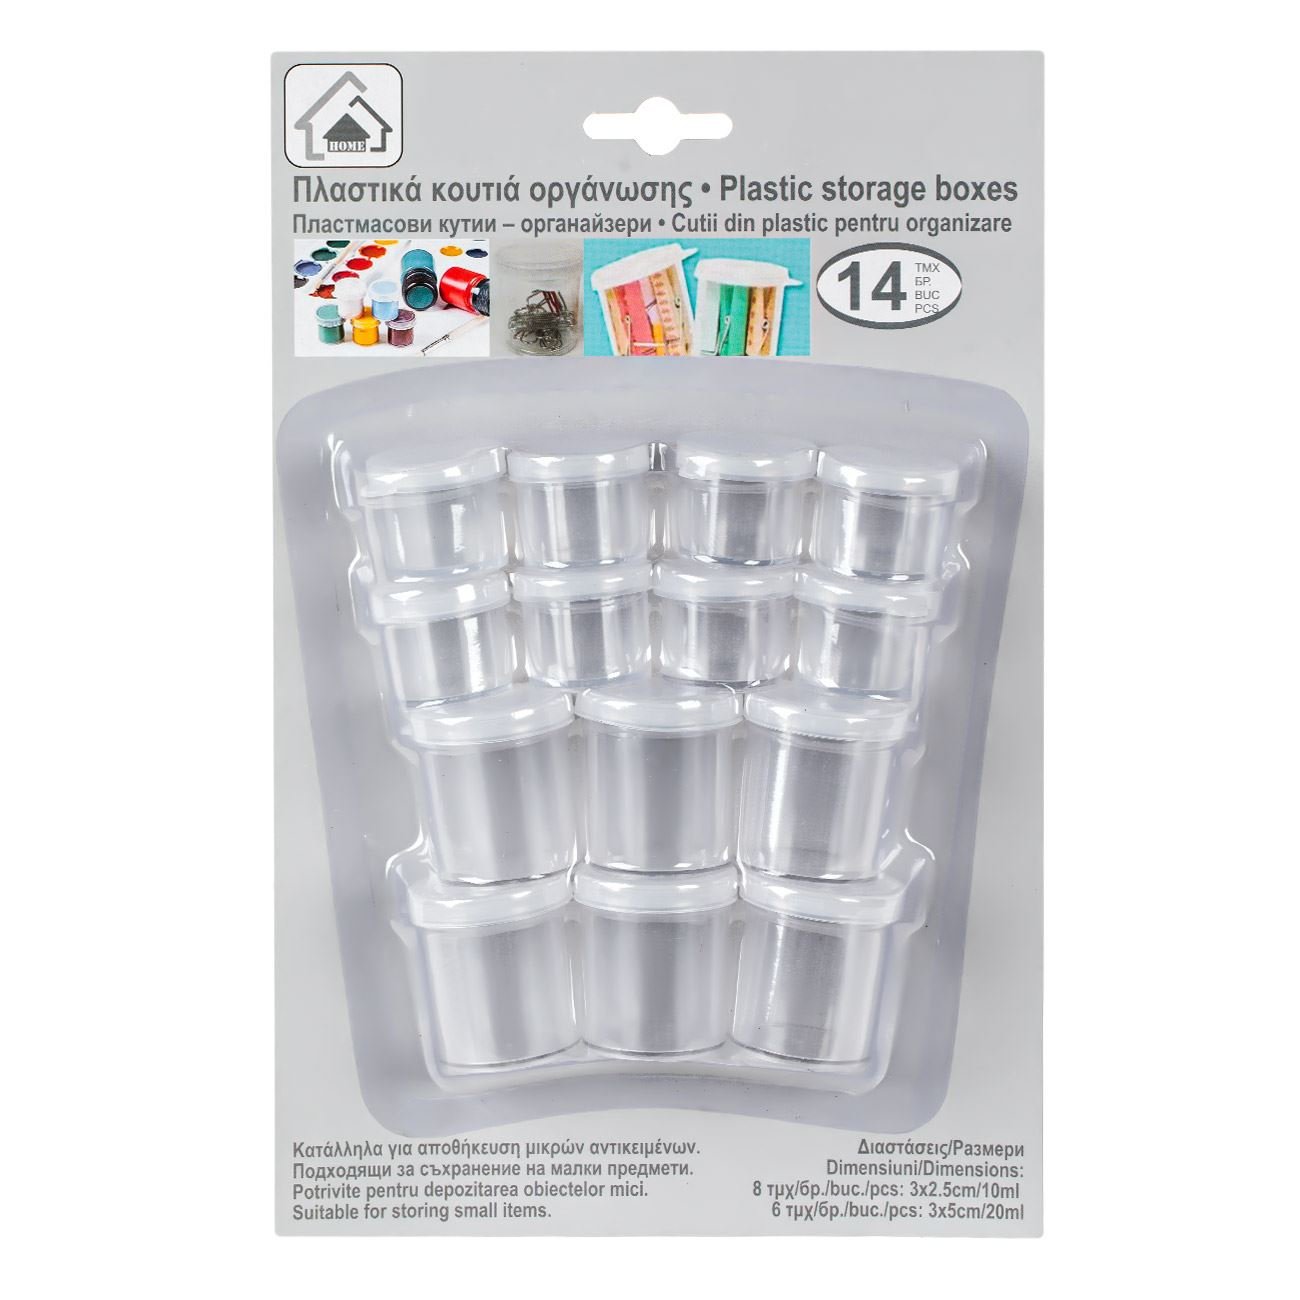 HOME
Πλαστικά κουτιά οργάνωσης • Plastic storage boxes
Пластмасови кутии – органайзери • Cutii din plastic pentru organizare
14
ΤΜΧ
БР.
BUC
PCS
Κατάλληλα για αποθήκευση μικρών αντικειμένων.
Подходящи за съхранение на малки предмети.
Potrivite pentru depozitarea obiectelor mici.
Suitable for storing small items.
Διαστάσεις/Размери
Dimensiuni/Dimensions:
8 τμχ/бр./buc./pcs: 3x2.5cm/10ml
6 τμχ/бр./buc./pcs: 3x5cm/20ml